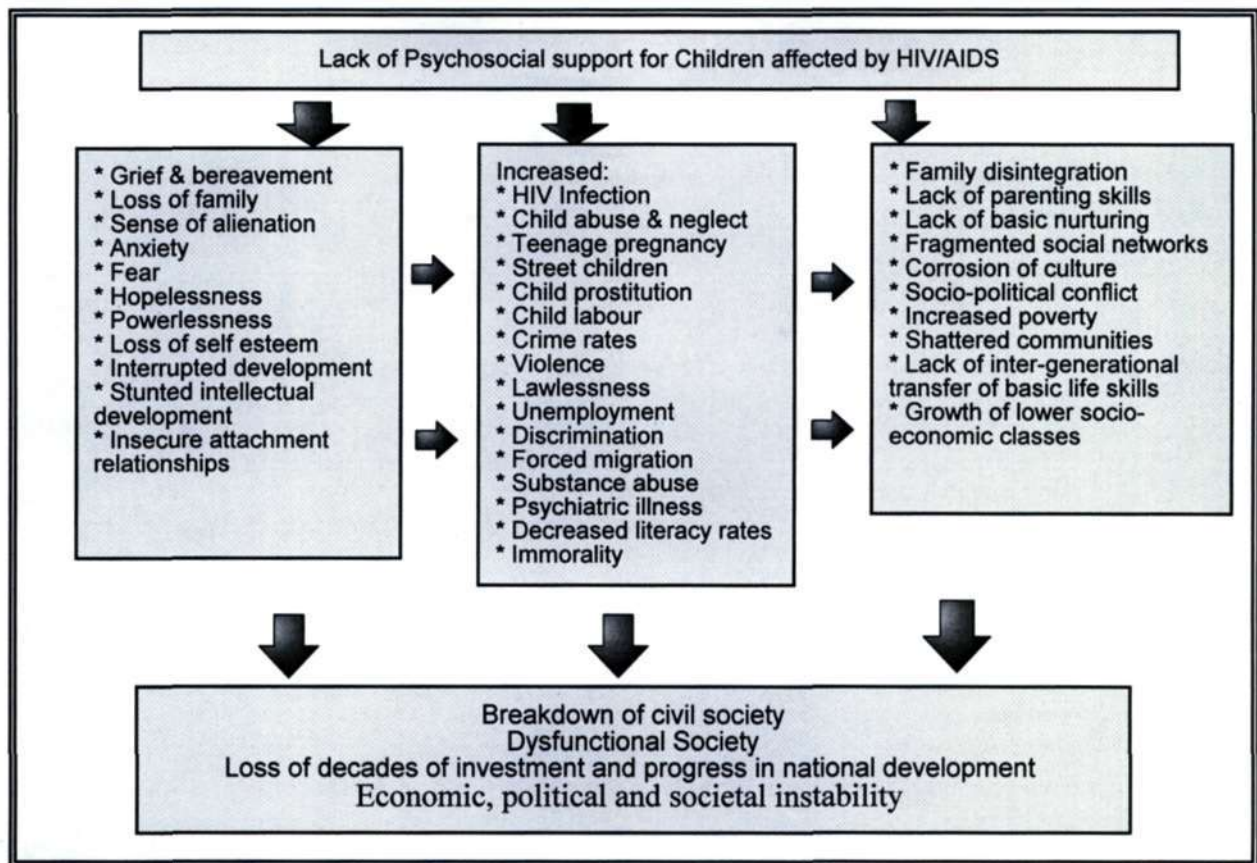 Lack of Psychosocial support for Children affected by HIV/AIDS
* Grief & bereavement
* Loss of family
* Sense of alienation
* Anxiety
* Fear
* Hopelessness
* Powerlessness
* Loss of self esteem
* Interrupted development
* Stunted intellectual
development
* Insecure attachment
relationships
Increased:
* HIV Infection
* Child abuse & neglect
* Teenage pregnancy
* Street children
* Child prostitution
* Child labour
* Crime rates
* Violence
* Lawlessness
* Unemployment
* Discrimination
* Forced migration
* Substance abuse
* Psychiatric illness
* Decreased literacy rates
* Immorality
* Family disintegration
* Lack of parenting skills
* Lack of basic nurturing
* Fragmented social networks
* Corrosion of culture
* Socio-political conflict
* Increased poverty
* Shattered communities
* Lack of inter-generational
transfer of basic life skills
* Growth of lower socio-
economic classes
Breakdown of civil society
Dysfunctional Society
Loss of decades of investment and progress in national development
Economic, political and societal instability